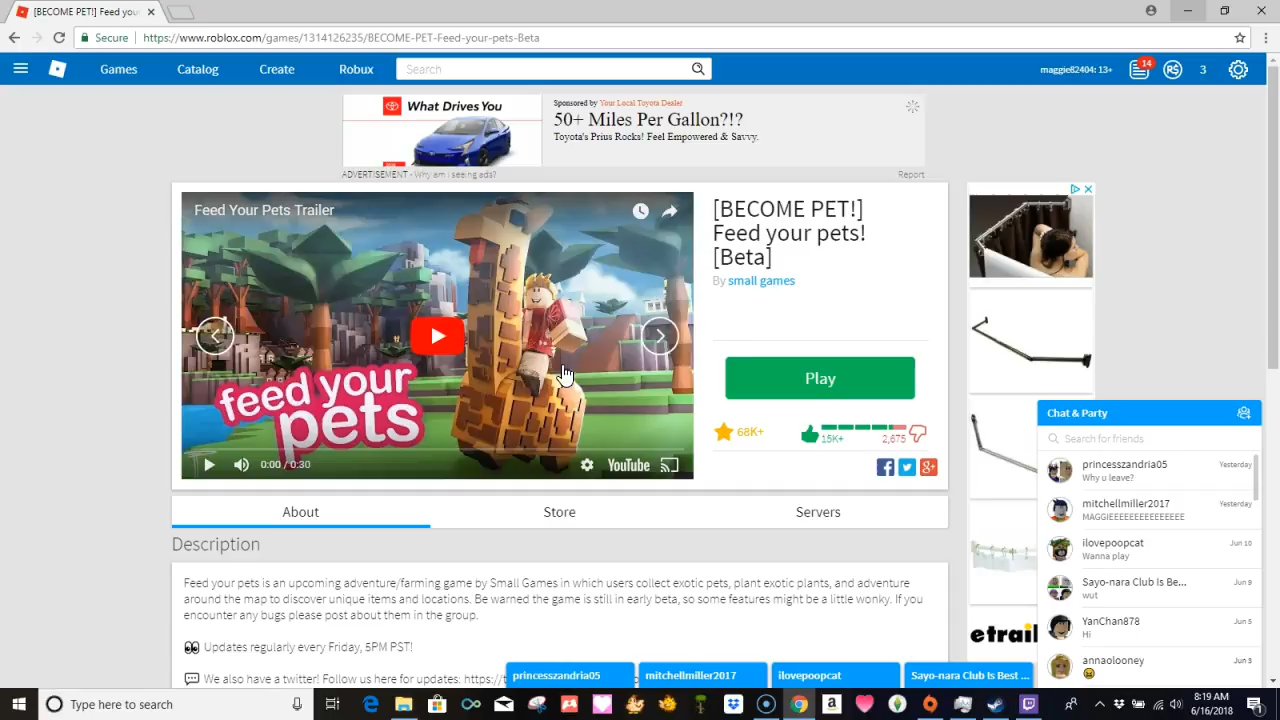 [BECOME PET!] Feed you
Secure
https://www.roblox.com/games/1314126235/BECOME-PET-Feed-your-pets-Beta
Games
Catalog
Create
Robux
Search
maggie82404: 13+
14
R$
3
What Drives You
Sponsored by Your Local Toyota Dealer
50+ Miles Per Gallon?!?
Toyota's Prius Rocks! Feel Empowered & Savvy.
ADVERTISEMENT - Why am I seeing ads?
Report
Feed Your Pets Trailer
feed your
pets
0:00 / 0:30
YouTube
[BECOME PET!]
Feed your pets!
[Beta]
By small games
Play
68K+
15K+
2,675
About
Store
Servers
Description
Feed your pets is an upcoming adventure/farming game by Small Games in which users collect exotic pets, plant exotic plants, and adventure
around the map to discover unique items and locations. Be warned the game is still in early beta, so some features might be a little wonky. If you
encounter any bugs please post about them in the group.
Updates regularly every Friday, 5PM PST!
We also have a twitter! Follow us here for updates: https://t
etrail
Chat & Party
Search for friends
princesszandria05
Yesterday
Why u leave?
mitchellmiller2017
Yesterday
MAGGIEEEEEEEEEEEEEEE
ilovepoopcat
Jun 10
Wanna play
Sayo-nara Club Is Be...
Jun 9
wut
YanChan878
Jun 5
Hi
annaolooney
Jun 3
princesszandria05
mitchellmiller2017
ilovepoopcat
Sayo-nara Club Is Best ...
Type here to search
8:19 AM
6/16/2018